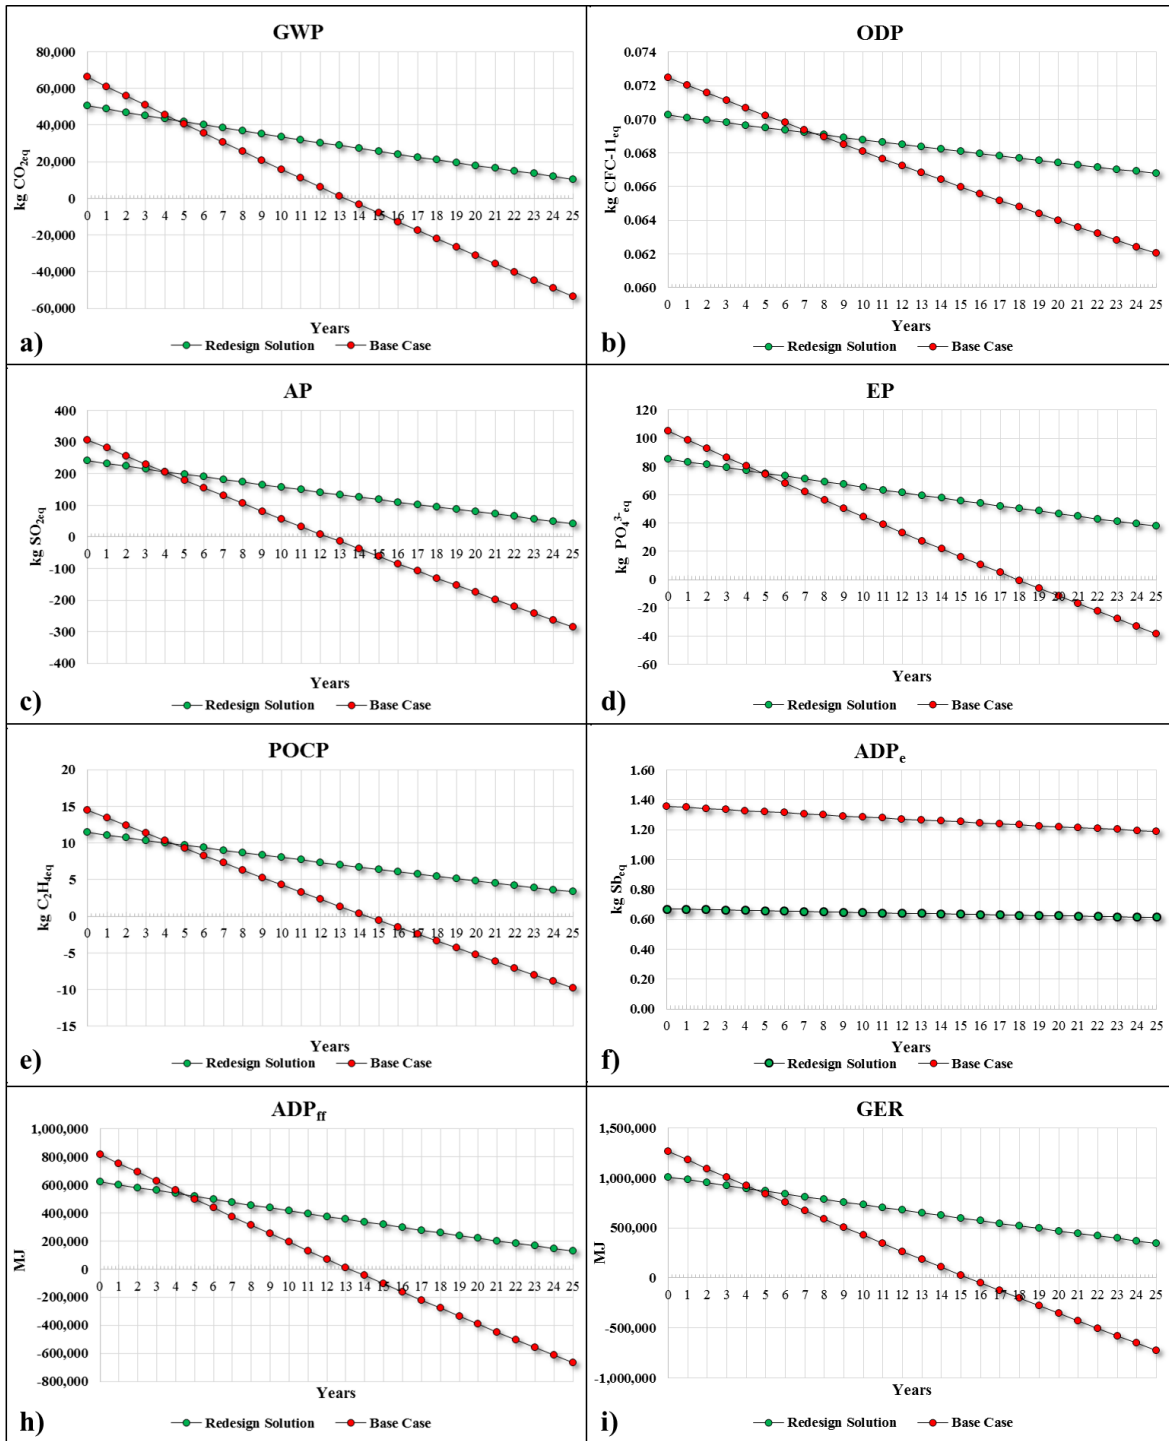 GWP
80,000
60,000
40,000
20,000
0
-20,000
-40,000
-60,000
kg CO2eq
0 1 2 3 4 5 6 7 8 9 10 11 12 13 14 15 16 17 18 19 20 21 22 23 24 25
Years
a)
Redesign Solution Base Case
ODP
0.074
0.072
0.070
0.068
0.066
0.064
0.062
0.060
kg CFC-11eq
0 1 2 3 4 5 6 7 8 9 10 11 12 13 14 15 16 17 18 19 20 21 22 23 24 25
Years
b)
Redesign Solution Base Case
AP
400
300
200
100
0
-100
-200
-300
-400
kg SO2eq
0 1 2 3 4 5 6 7 8 9 10 11 12 13 14 15 16 17 18 19 20 21 22 23 24 25
Years
c)
Redesign Solution Base Case
EP
120
100
80
60
40
20
0
-20
-40
-60
kg PO4³⁻eq
0 1 2 3 4 5 6 7 8 9 10 11 12 13 14 15 16 17 18 19 20 21 22 23 24 25
Years
d)
Redesign Solution Base Case
POCP
20
15
10
5
0
-5
-10
-15
kg C2H4eq
0 1 2 3 4 5 6 7 8 9 10 11 12 13 14 15 16 17 18 19 20 21 22 23 24 25
Years
e)
Redesign Solution Base Case
ADPe
1.60
1.40
1.20
1.00
0.80
0.60
0.40
0.20
0.00
kg Sbeq
0 1 2 3 4 5 6 7 8 9 10 11 12 13 14 15 16 17 18 19 20 21 22 23 24 25
Years
f)
Redesign Solution Base Case
ADPff
1,000,000
800,000
600,000
400,000
200,000
0
-200,000
-400,000
-600,000
-800,000
MJ
0 1 2 3 4 5 6 7 8 9 10 11 12 13 14 15 16 17 18 19 20 21 22 23 24 25
Years
h)
Redesign Solution Base Case
GER
1,500,000
1,000,000
500,000
0
-500,000
-1,000,000
MJ
0 1 2 3 4 5 6 7 8 9 10 11 12 13 14 15 16 17 18 19 20 21 22 23 24 25
Years
i)
Redesign Solution Base Case